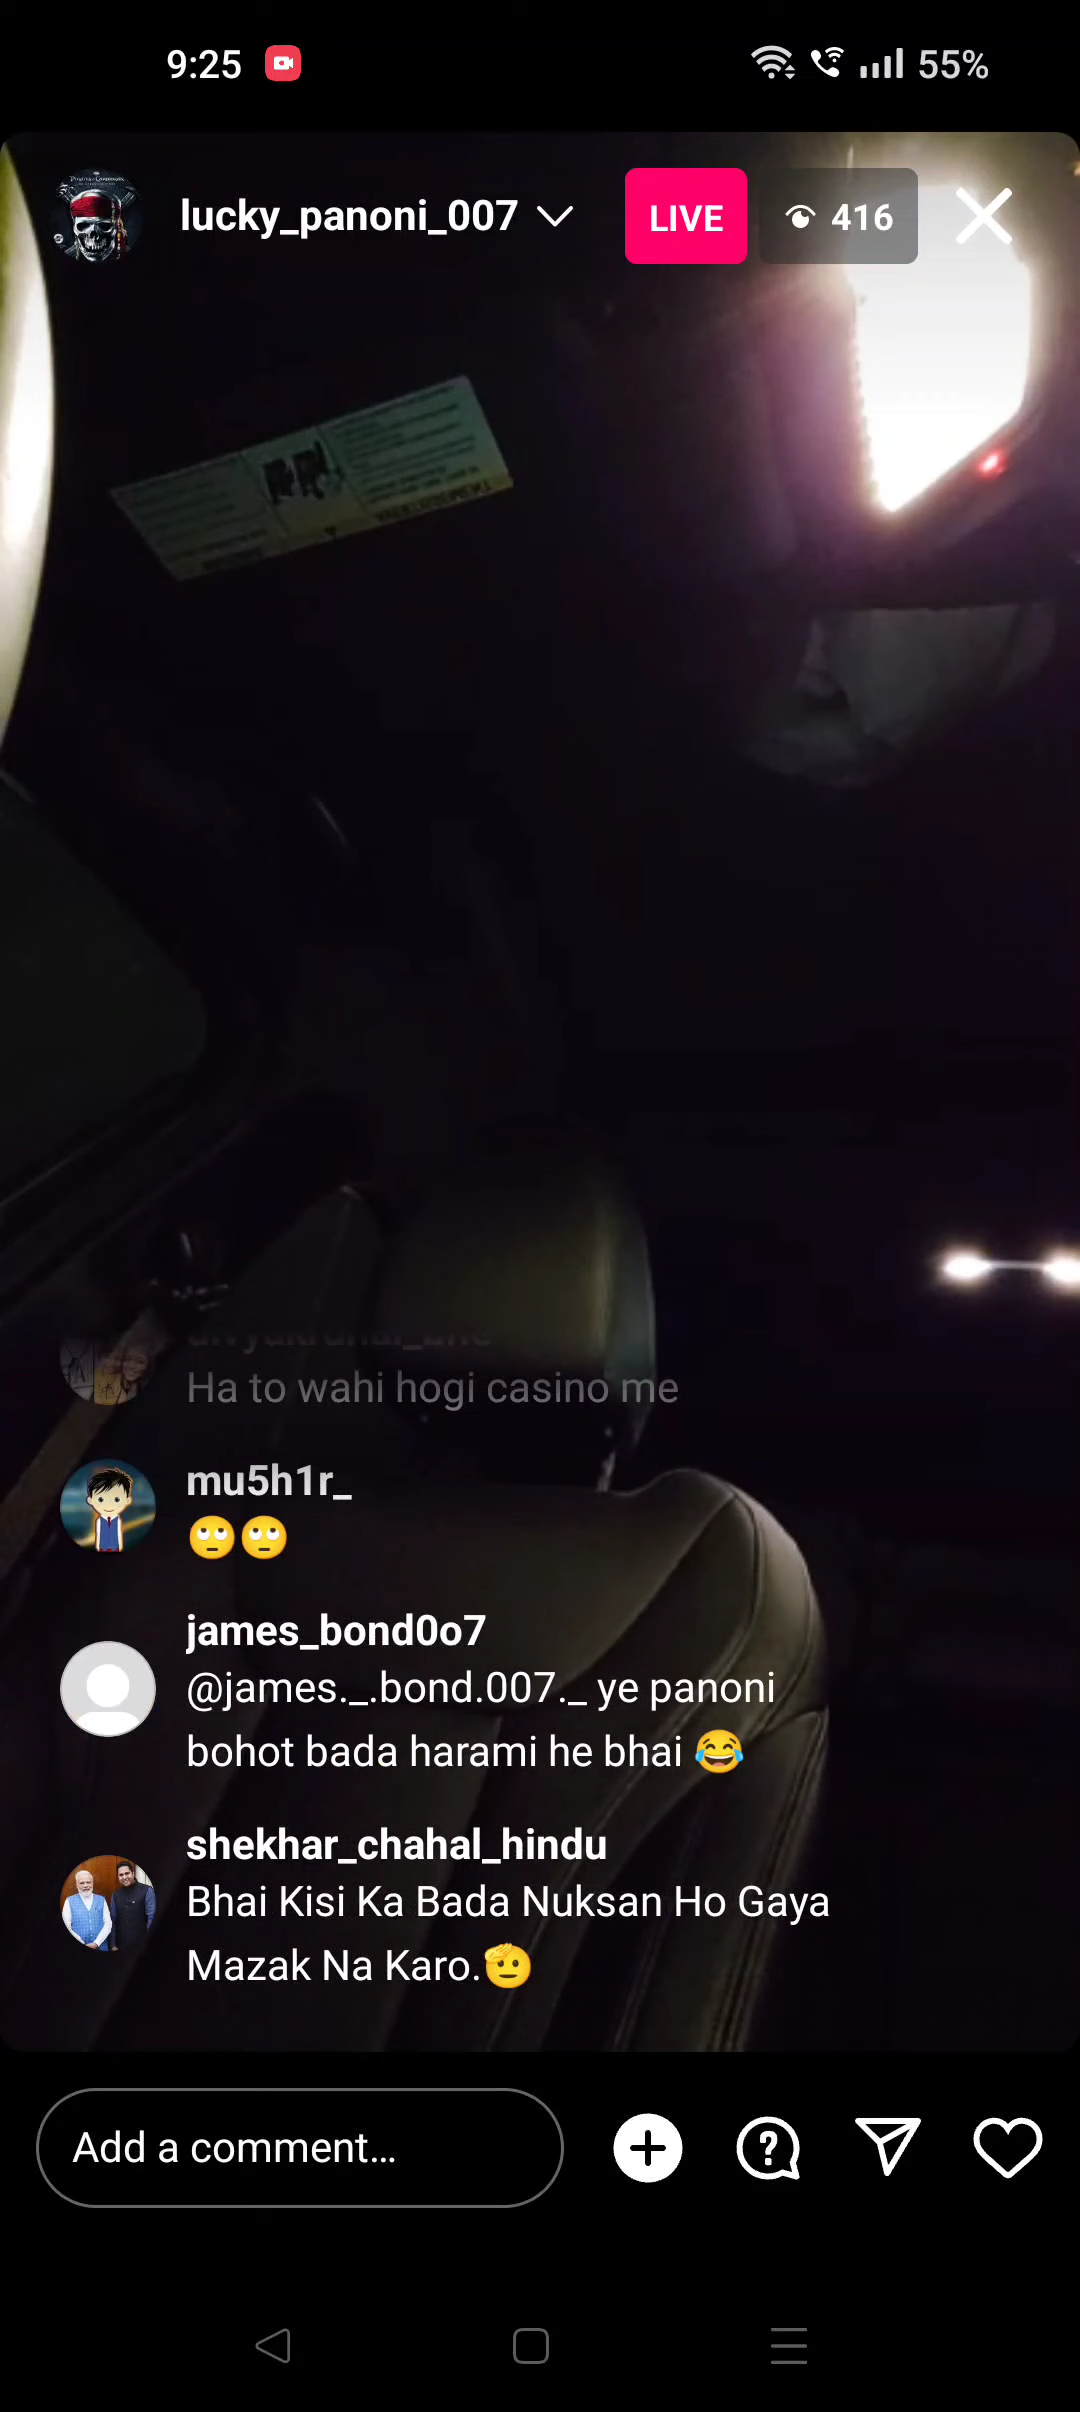 9:25
55%
lucky_panoni_007
LIVE
416
Ha to wahi hogi casino me
mu5h1r_
🙄🙄
james_bond0o7
@james._.bond.007._ ye panoni
bohot bada harami he bhai 😂
shekhar_chahal_hindu
Bhai Kisi Ka Bada Nuksan Ho Gaya
Mazak Na Karo.🫡
Add a comment...